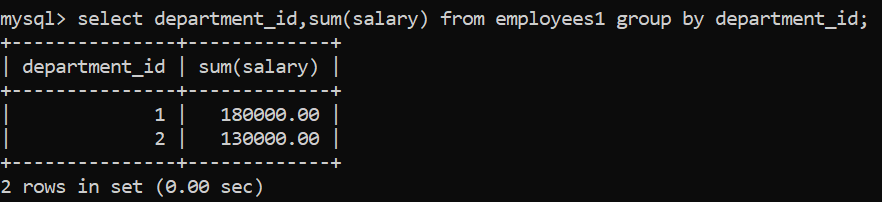 mysql> select department_id,sum(salary) from employees1 group by department_id;
+---------------+-------------+
| department_id | sum(salary) |
+---------------+-------------+
|             1 |   180000.00 |
|             2 |   130000.00 |
+---------------+-------------+
2 rows in set (0.00 sec)